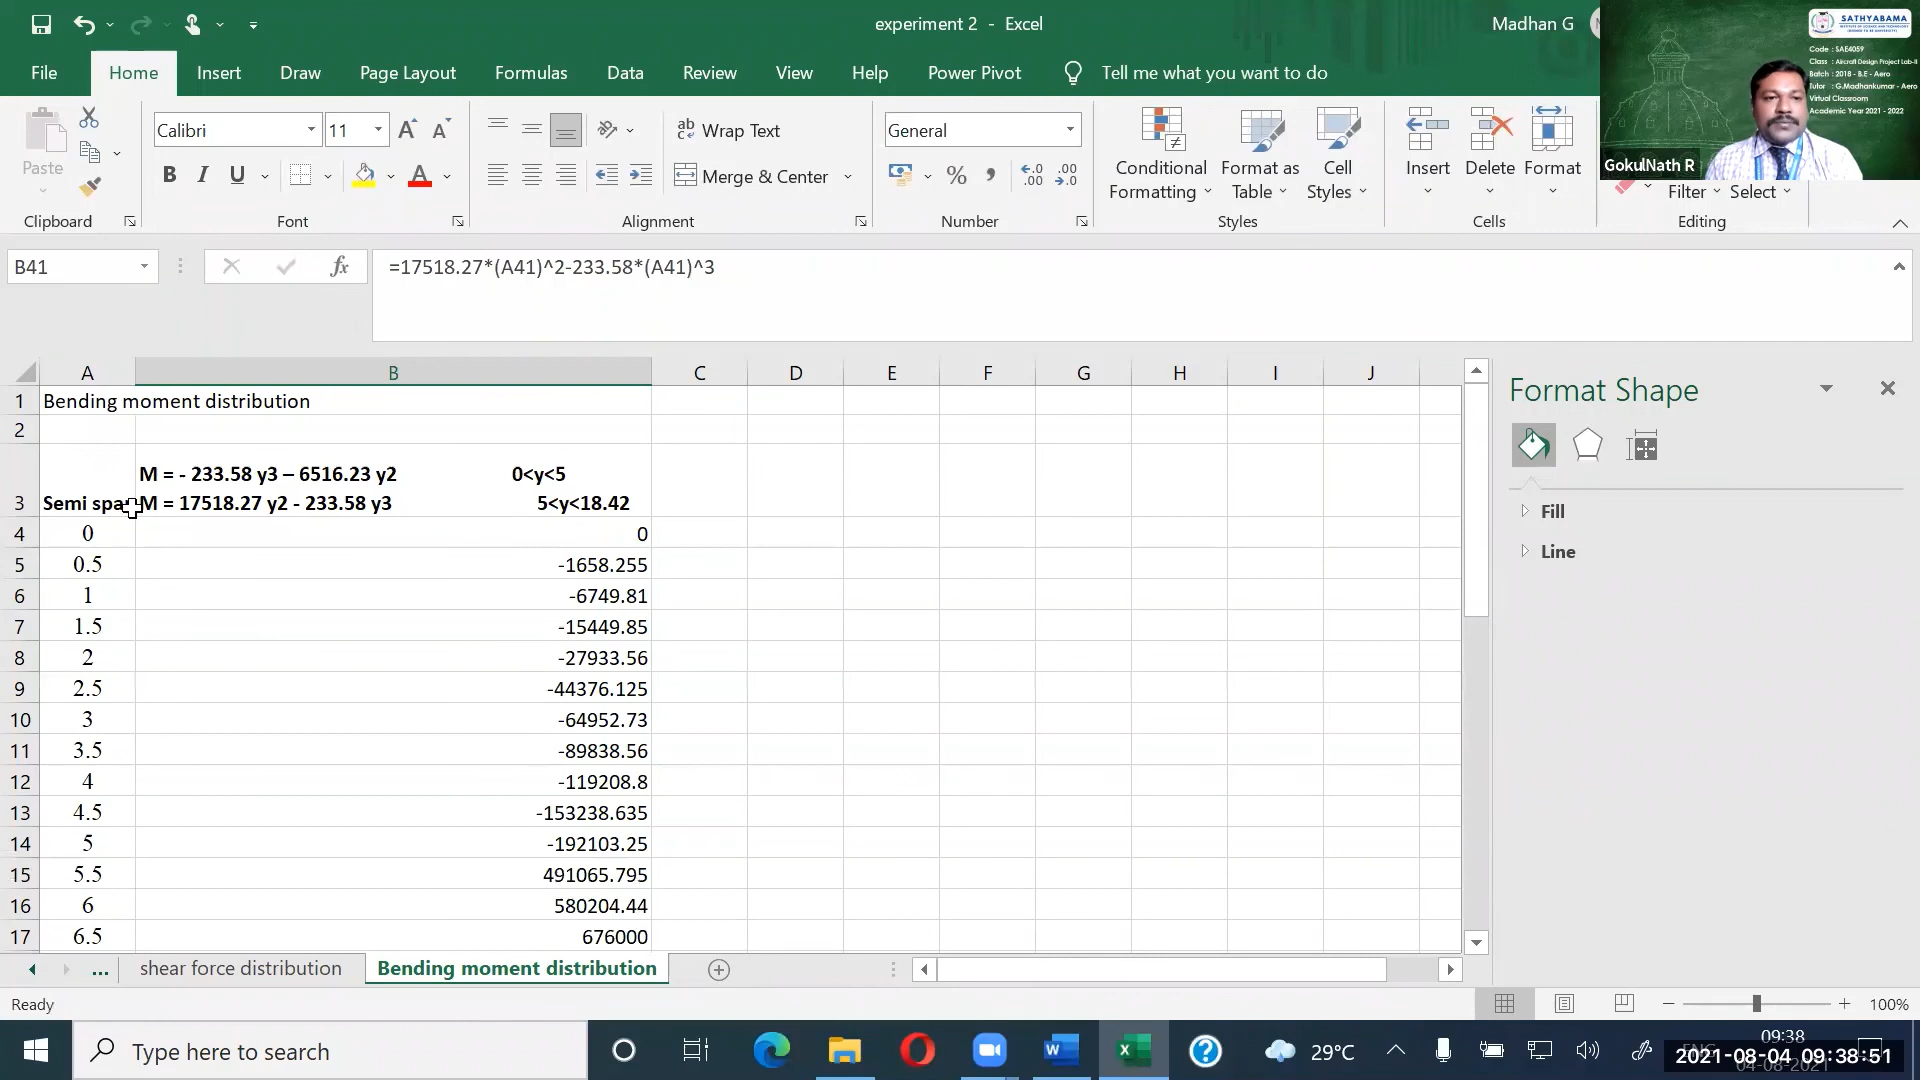 experiment 2 - Excel
Madhan G
File Home Insert Draw Page Layout Formulas Data Review View Help Power Pivot Tell me what you want to do
SATHYABAMA
Code : SAE4059
Class : Aircraft Design Project Lab-II
Batch : 2018 - B.E - Aero
Tutor : G.Madhankumar - Aero
Virtual Classroom
Academic Year 2021 - 2022
GokulNath R
Paste
Calibri 11
B I U
Wrap Text
Merge & Center
General
Conditional Formatting
Format as Table
Cell Styles
Insert Delete Format
Filter Select
Clipboard Font Alignment Number Styles Cells Editing
B41 fx =17518.27*(A41)^2-233.58*(A41)^3
A B C D E F G H I J
1 Bending moment distribution
2
M = - 233.58 y3 – 6516.23 y2 0<y<5
3 Semi spa M = 17518.27 y2 - 233.58 y3 5<y<18.42
4 0 0
5 0.5 -1658.255
6 1 -6749.81
7 1.5 -15449.85
8 2 -27933.56
9 2.5 -44376.125
10 3 -64952.73
11 3.5 -89838.56
12 4 -119208.8
13 4.5 -153238.635
14 5 -192103.25
15 5.5 491065.795
16 6 580204.44
17 6.5 676000
Format Shape
Fill
Line
... shear force distribution Bending moment distribution
Ready
100%
Type here to search
29°C
09:38
2021-08-04 09:38:51
04-08-2021